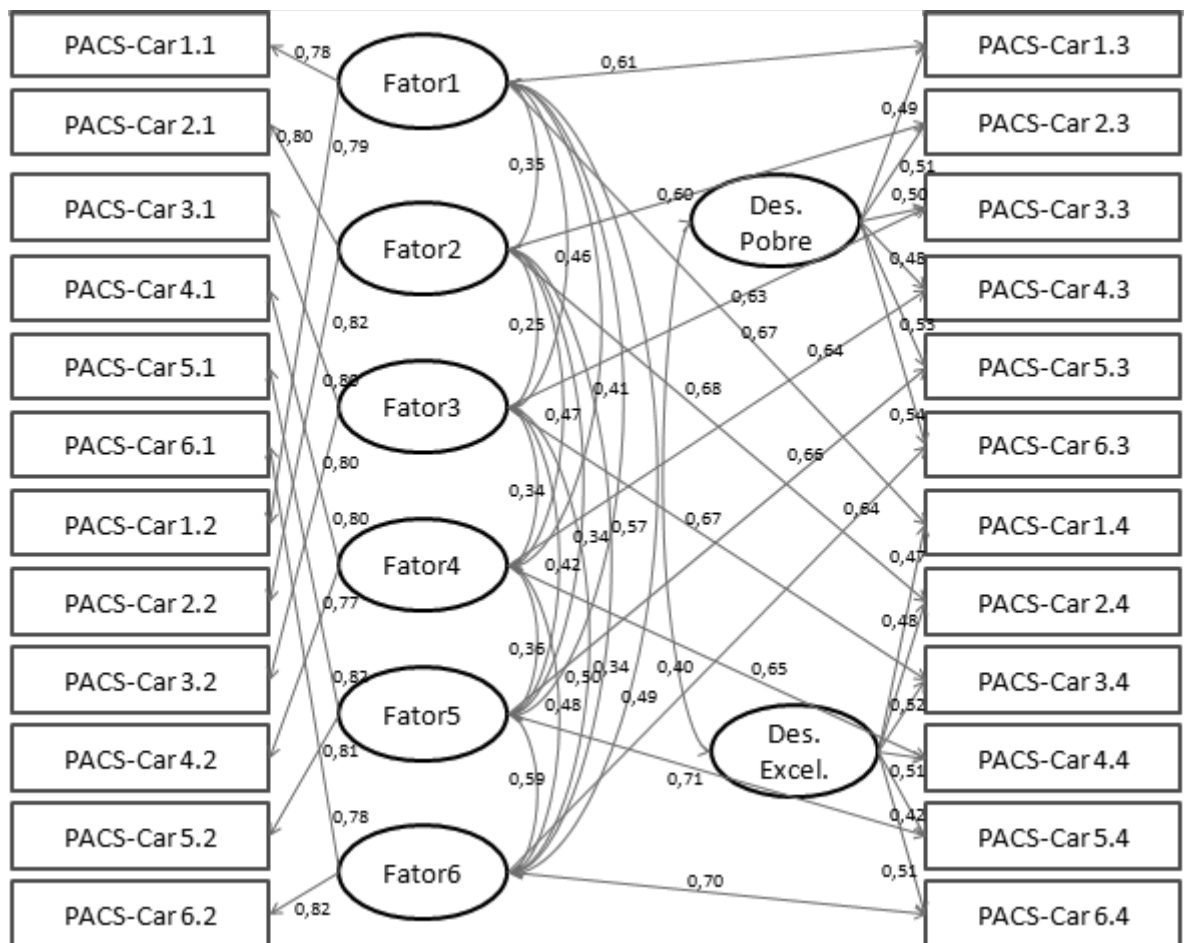 PACS-Car 1.1
PACS-Car 2.1
PACS-Car 3.1
PACS-Car 4.1
PACS-Car 5.1
PACS-Car 6.1
PACS-Car 1.2
PACS-Car 2.2
PACS-Car 3.2
PACS-Car 4.2
PACS-Car 5.2
PACS-Car 6.2
0,78
0,80
0,79
0,82
0,80
0,80
0,77
0,81
0,78
0,82
Fator1
Fator2
Fator3
Fator4
Fator5
Fator6
0,35
0,46
0,25
0,41
0,47
0,34
0,57
0,34
0,42
0,36
0,34
0,50
0,40
0,49
0,48
0,59
0,61
0,60
0,63
0,67
0,64
0,68
0,66
0,64
0,67
0,65
0,71
0,70
Des.
Pobre
Des.
Excel.
0,49
0,51
0,50
0,48
0,53
0,54
0,47
0,48
0,52
0,51
0,42
0,51
PACS-Car 1.3
PACS-Car 2.3
PACS-Car 3.3
PACS-Car 4.3
PACS-Car 5.3
PACS-Car 6.3
PACS-Car 1.4
PACS-Car 2.4
PACS-Car 3.4
PACS-Car 4.4
PACS-Car 5.4
PACS-Car 6.4